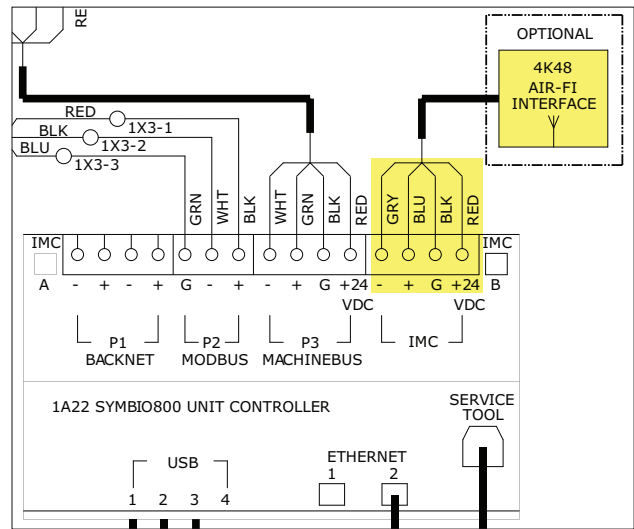 RE
OPTIONAL
4K48
AIR-FI
INTERFACE
RED
1X3-1
BLK
1X3-2
BLU
1X3-3
GRN
WHT
BLK
WHT
GRN
BLK
RED
GRY
BLU
BLK
RED
IMC
IMC
A
- + - + G - + - + G +24 - + G +24
B
VDC
VDC
P1
P2
P3
IMC
BACKNET
MODBUS
MACHINEBUS
1A22 SYMBIO800 UNIT CONTROLLER
SERVICE
TOOL
USB
ETHERNET
1 2 3 4
1 2